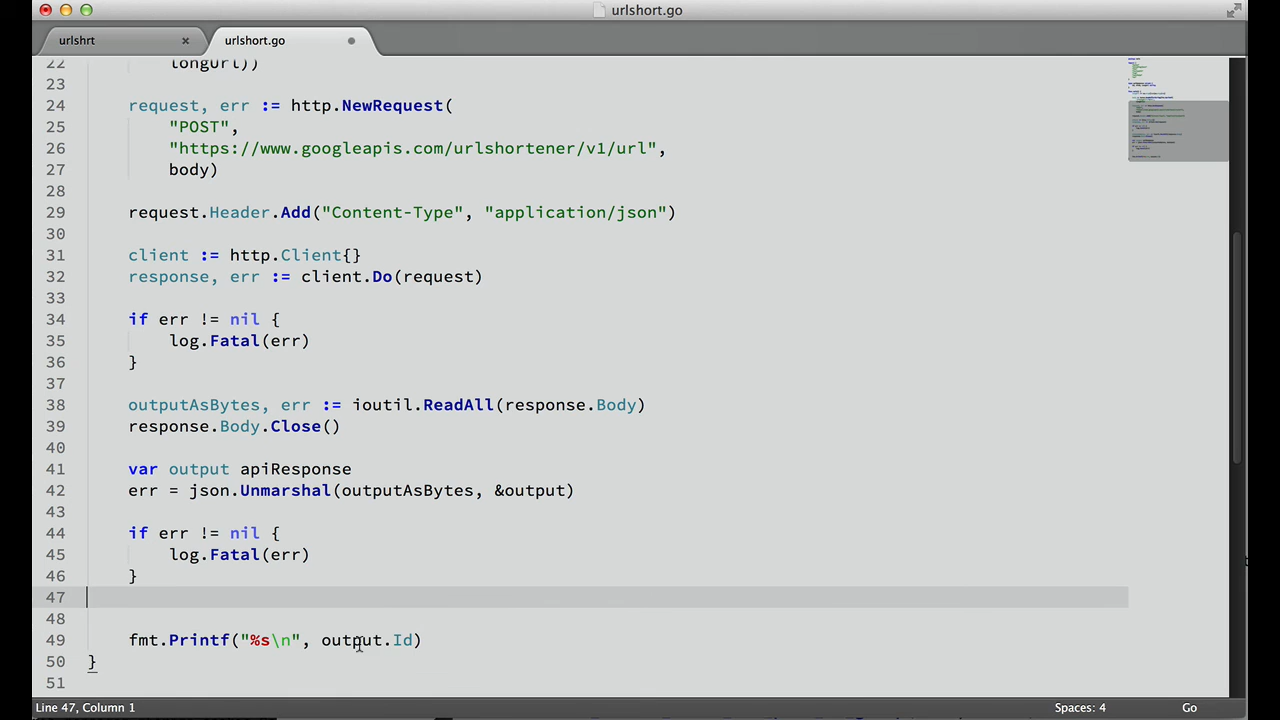 urlshort.go
urlshrt
urlshort.go
22 longUrl))
23
24 request, err := http.NewRequest(
25 "POST",
26 "https://www.googleapis.com/urlshortener/v1/url",
27 body)
28
29 request.Header.Add("Content-Type", "application/json")
30
31 client := http.Client{}
32 response, err := client.Do(request)
33
34 if err != nil {
35 log.Fatal(err)
36 }
37
38 outputAsBytes, err := ioutil.ReadAll(response.Body)
39 response.Body.Close()
40
41 var output apiResponse
42 err = json.Unmarshal(outputAsBytes, &output)
43
44 if err != nil {
45 log.Fatal(err)
46 }
47
48
49 fmt.Printf("%s\n", output.Id)
50 }
51
Line 47, Column 1 Spaces: 4 Go